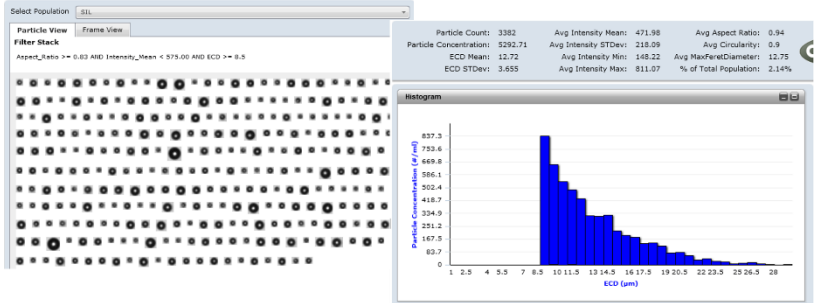 Select Population SIL
Particle View Frame View
Filter Stack
Aspect_Ratio >= 0.83 AND Intensity_Mean < 575.00 AND ECD >= 8.5
Particle Count: 3382 Avg Intensity Mean: 471.98 Avg Aspect Ratio: 0.94
Particle Concentration: 5292.71 Avg Intensity STDev: 218.09 Avg Circularity: 0.9
ECD Mean: 12.72 Avg Intensity Min: 148.22 Avg MaxFeretDiameter: 12.75
ECD STDev: 3.655 Avg Intensity Max: 811.07 % of Total Population: 2.14%
Histogram
Particle Concentration (#/ml)
837.3
753.6
669.8
586.1
502.4
418.7
334.9
251.2
167.5
83.7
0
1 2.5 4 5.5 7 8.5 10 11.5 13 14.5 16 17.5 19 20.5 22 23.5 25 26.5 28
ECD (µm)